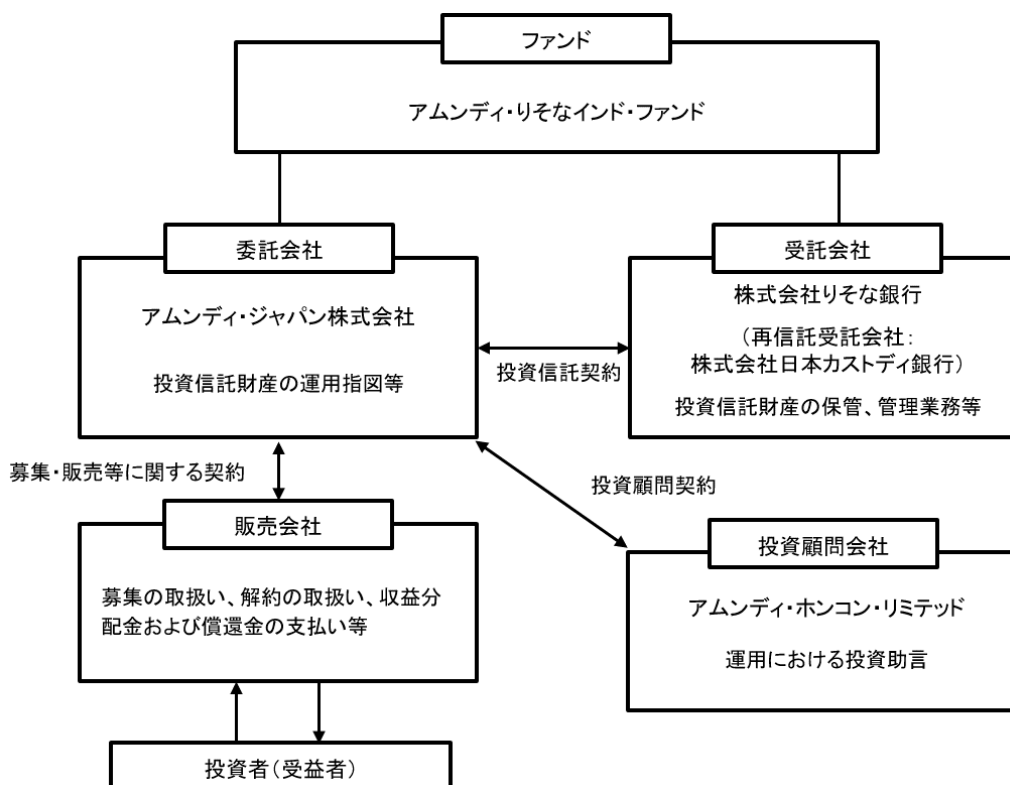 ファンド
アムンディ・りそなインド・ファンド
委託会社
アムンディ・ジャパン株式会社
投資信託財産の運用指図等
受託会社
株式会社りそな銀行
（再信託受託会社：
株式会社日本カストディ銀行）
投資信託財産の保管、管理業務等
投資信託契約
募集・販売等に関する契約
投資顧問契約
販売会社
募集の取扱い、解約の取扱い、収益分
配金および償還金の支払い等
投資顧問会社
アムンディ・ホンコン・リミテッド
運用における投資助言
投資者（受益者）